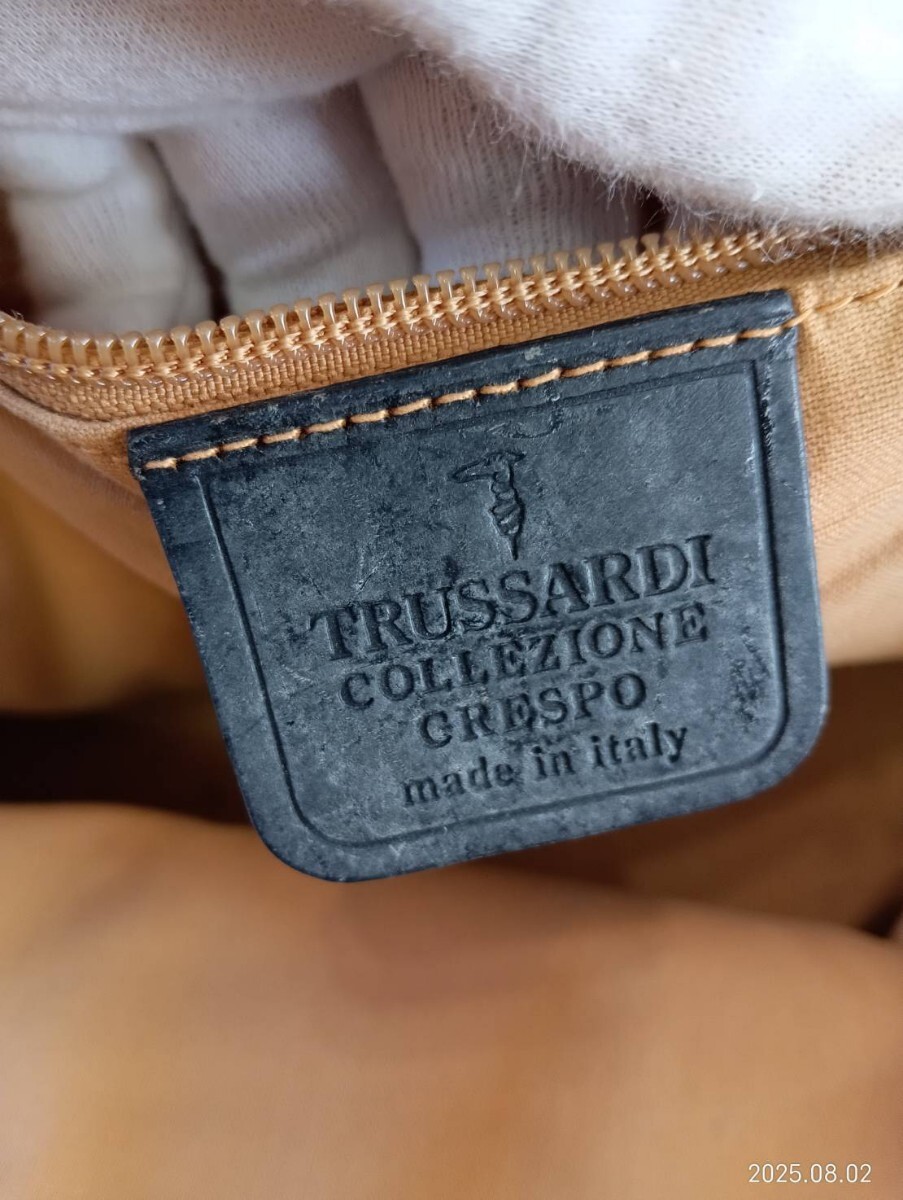 TRUSSARDI
COLLEZIONE
CRESPO
made in italy
2025.08.02